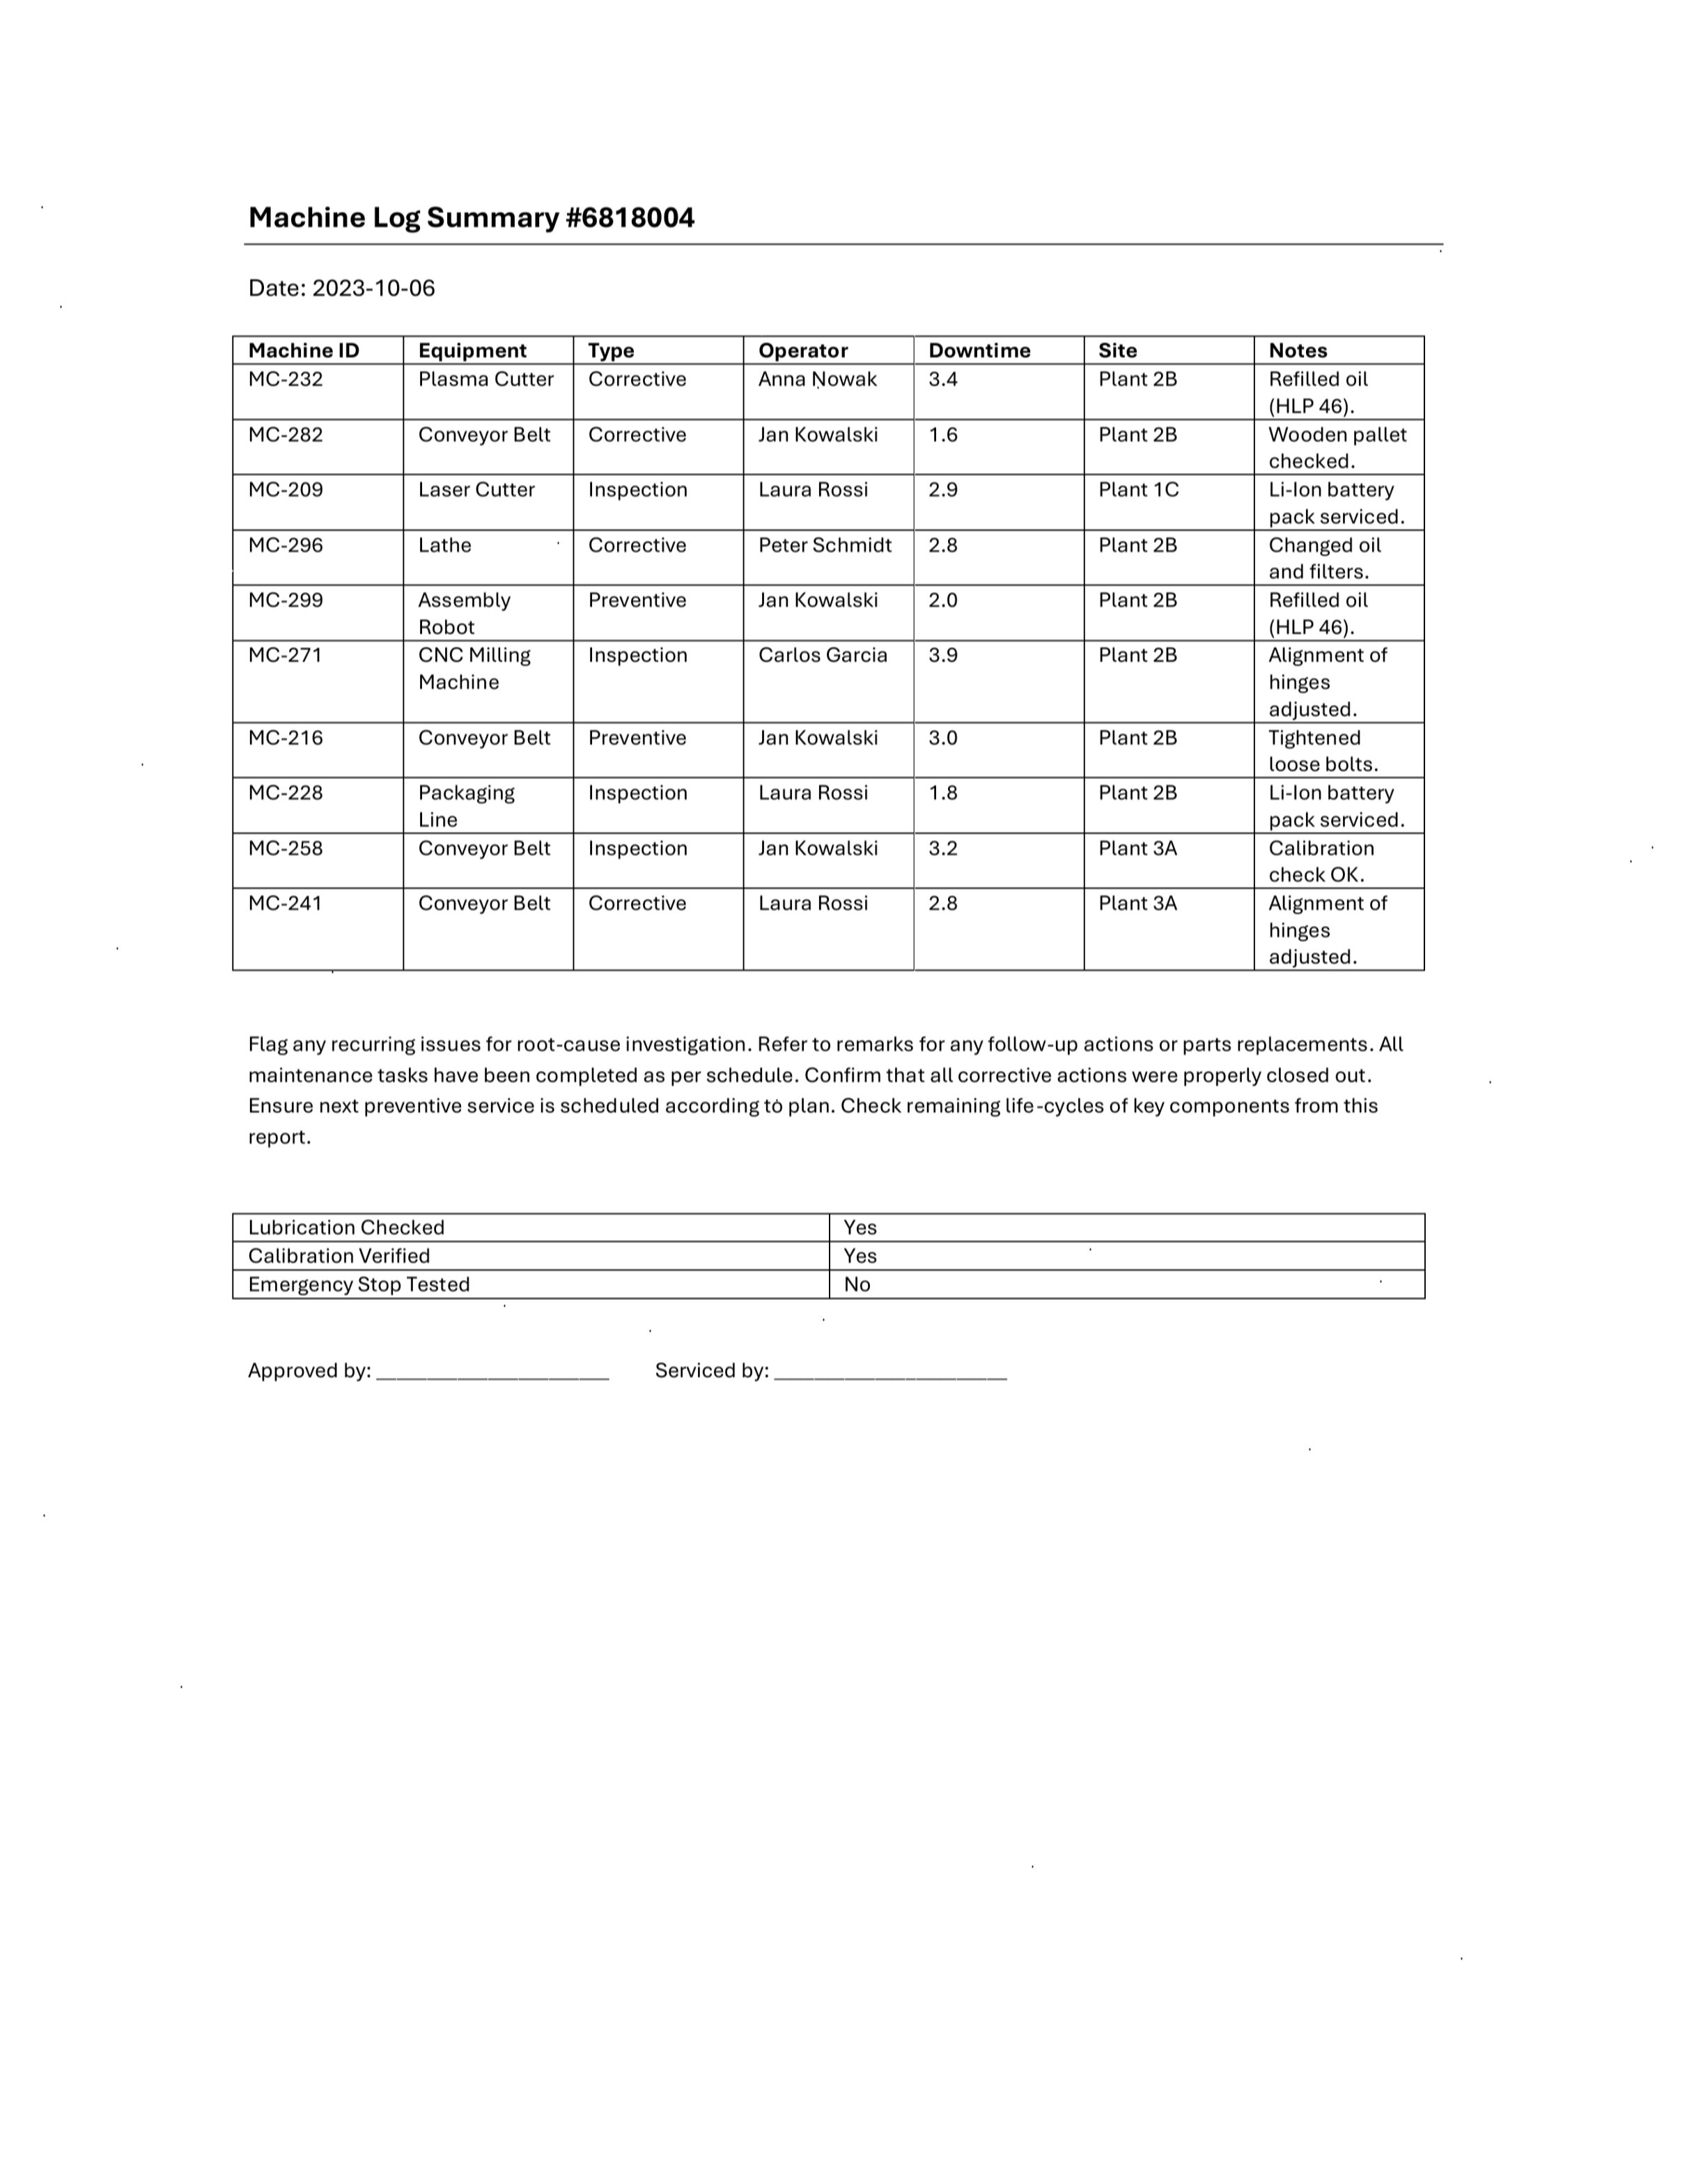 Machine Log Summary #6818004
Date: 2023-10-06
Machine ID Equipment Type Operator Downtime Site Notes
MC-232 Plasma Cutter Corrective Anna Nowak 3.4 Plant 2B Refilled oil
(HLP 46).
MC-282 Conveyor Belt Corrective Jan Kowalski 1.6 Plant 2B Wooden pallet
checked.
MC-209 Laser Cutter Inspection Laura Rossi 2.9 Plant 1C Li-Ion battery
pack serviced.
MC-296 Lathe Corrective Peter Schmidt 2.8 Plant 2B Changed oil
and filters.
MC-299 Assembly Preventive Jan Kowalski 2.0 Plant 2B Refilled oil
Robot (HLP 46).
MC-271 CNC Milling Inspection Carlos Garcia 3.9 Plant 2B Alignment of
Machine hinges
adjusted.
MC-216 Conveyor Belt Preventive Jan Kowalski 3.0 Plant 2B Tightened
loose bolts.
MC-228 Packaging Inspection Laura Rossi 1.8 Plant 2B Li-Ion battery
Line pack serviced.
MC-258 Conveyor Belt Inspection Jan Kowalski 3.2 Plant 3A Calibration
check OK.
MC-241 Conveyor Belt Corrective Laura Rossi 2.8 Plant 3A Alignment of
hinges
adjusted.
Flag any recurring issues for root-cause investigation. Refer to remarks for any follow-up actions or parts replacements. All
maintenance tasks have been completed as per schedule. Confirm that all corrective actions were properly closed out.
Ensure next preventive service is scheduled according to plan. Check remaining life-cycles of key components from this
report.
Lubrication Checked Yes
Calibration Verified Yes
Emergency Stop Tested No
Approved by: ______________________ Serviced by: ______________________